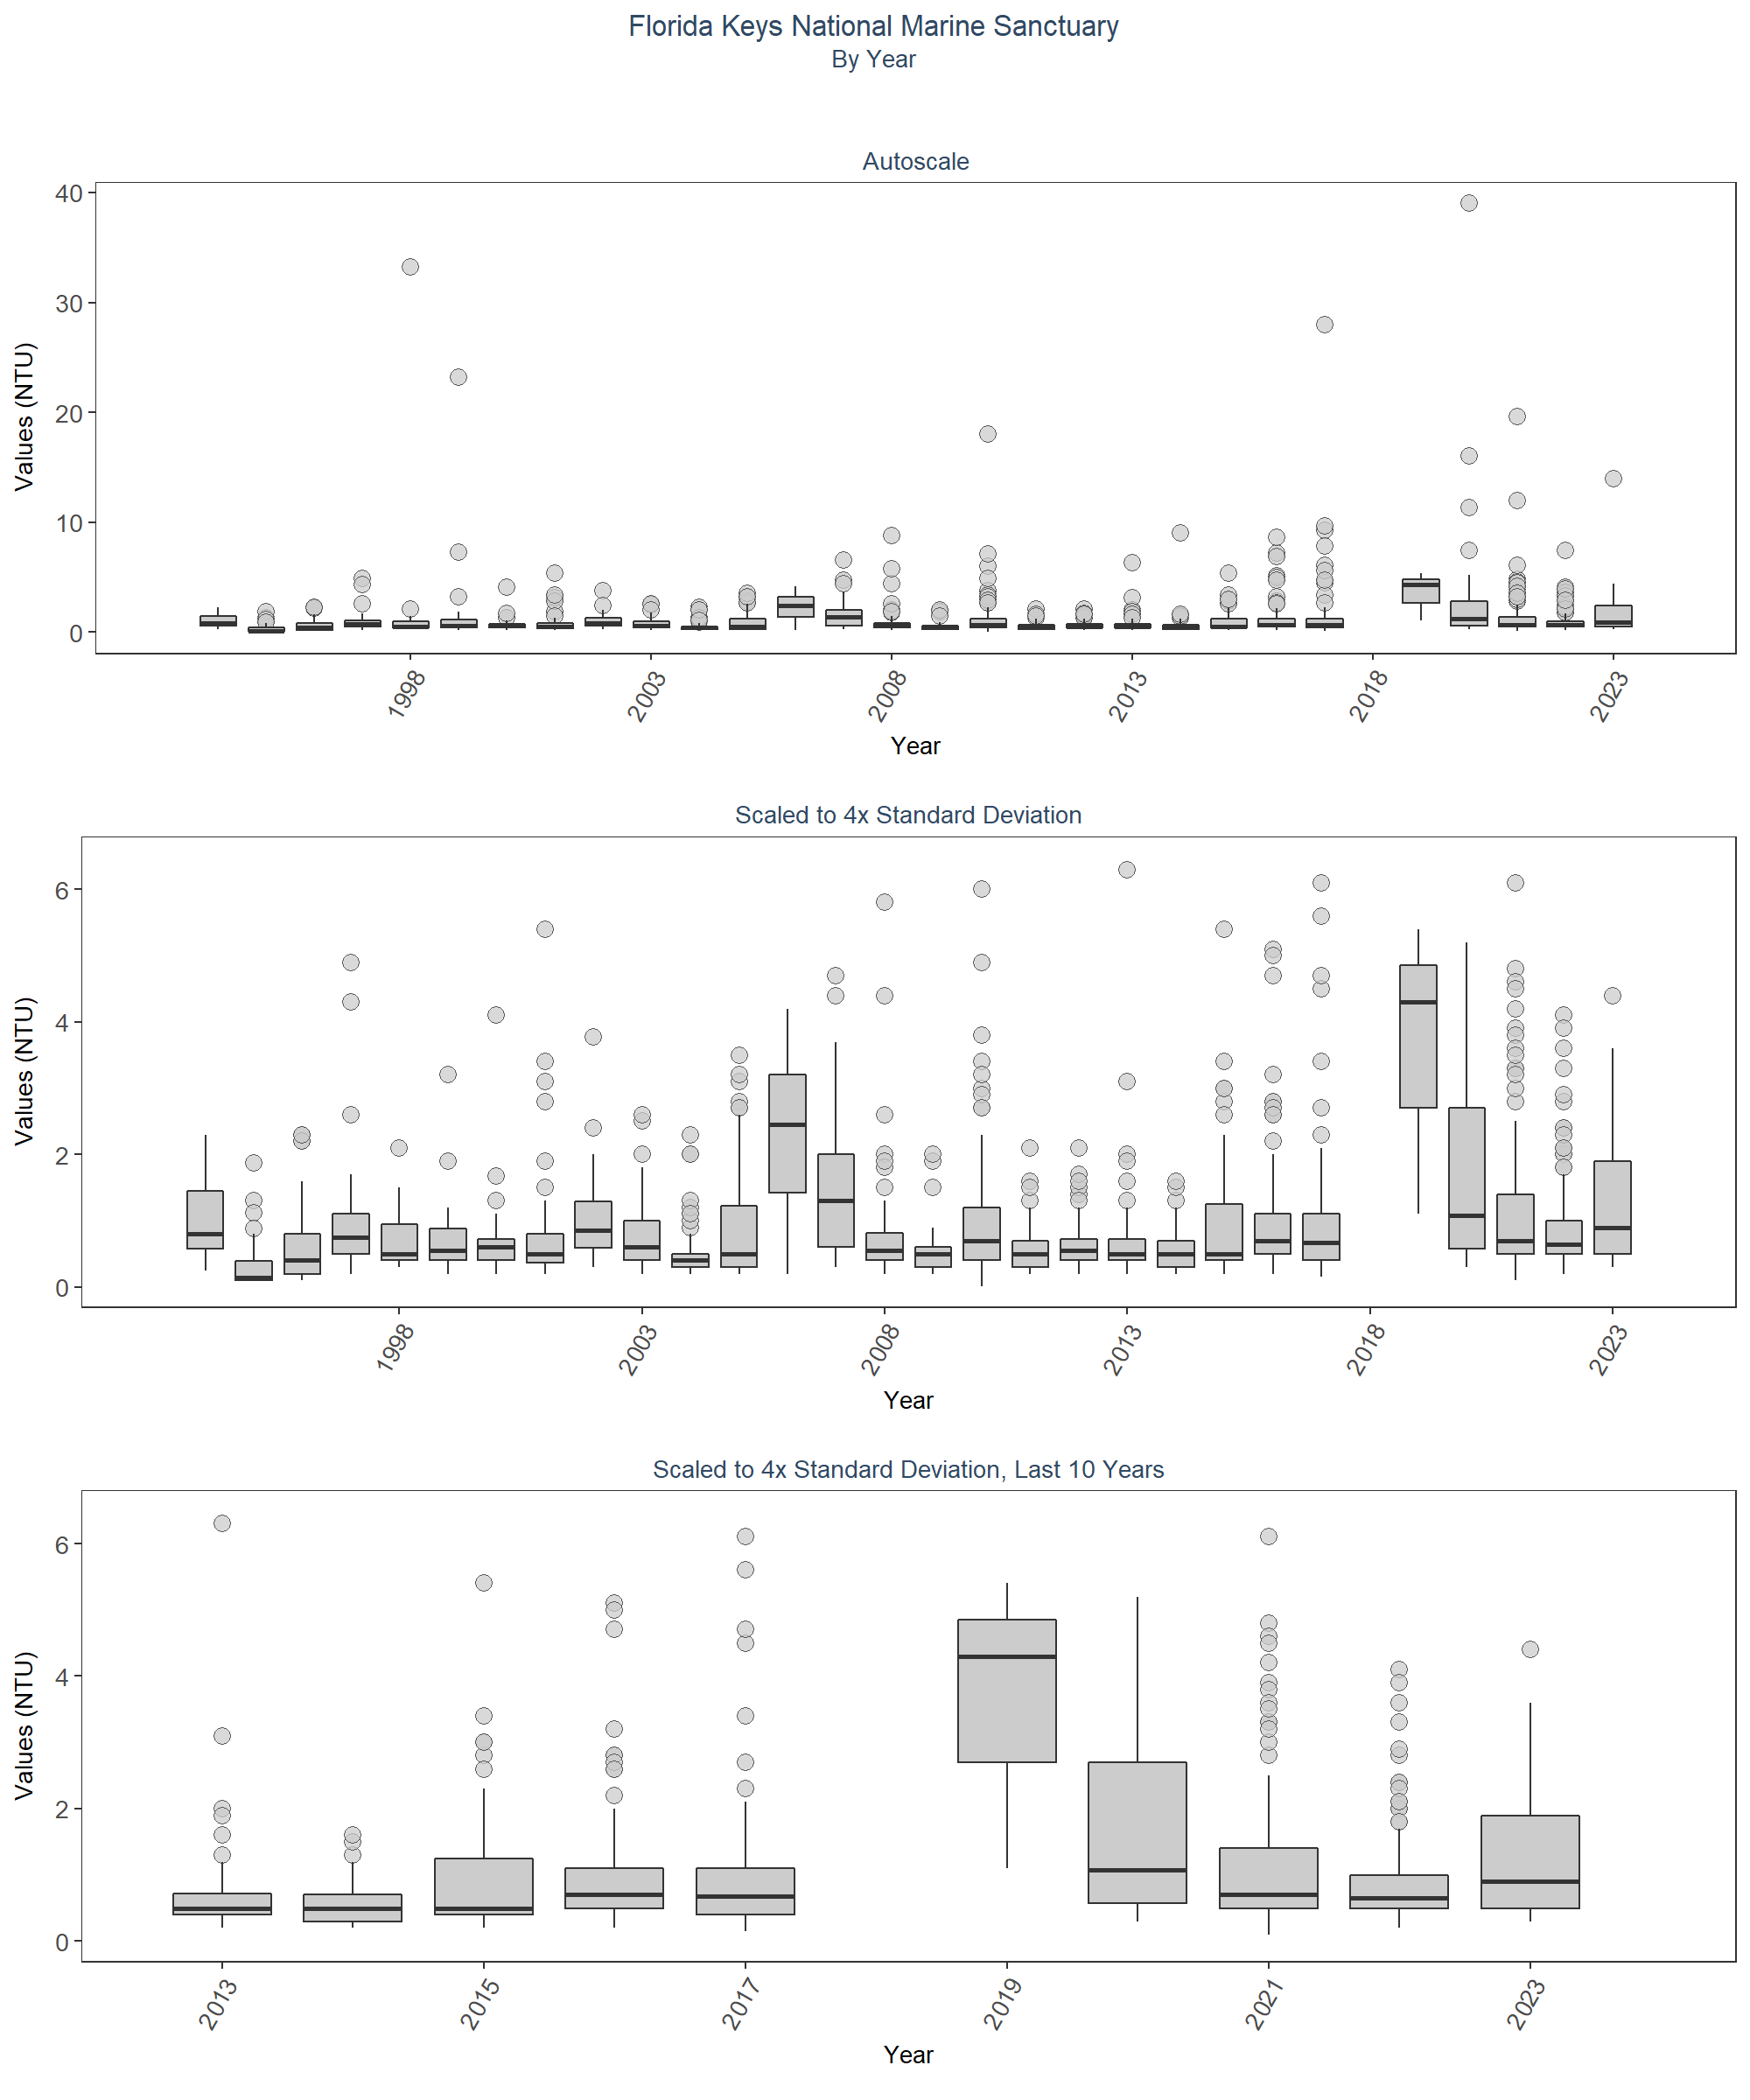 Florida Keys National Marine Sanctuary
By Year
Autoscale
Values (NTU)
40
30
20
10
0
1998 2003 2008 2013 2018 2023
Year
Scaled to 4x Standard Deviation
Values (NTU)
6
4
2
0
1998 2003 2008 2013 2018 2023
Year
Scaled to 4x Standard Deviation, Last 10 Years
Values (NTU)
6
4
2
0
2013 2015 2017 2019 2021 2023
Year